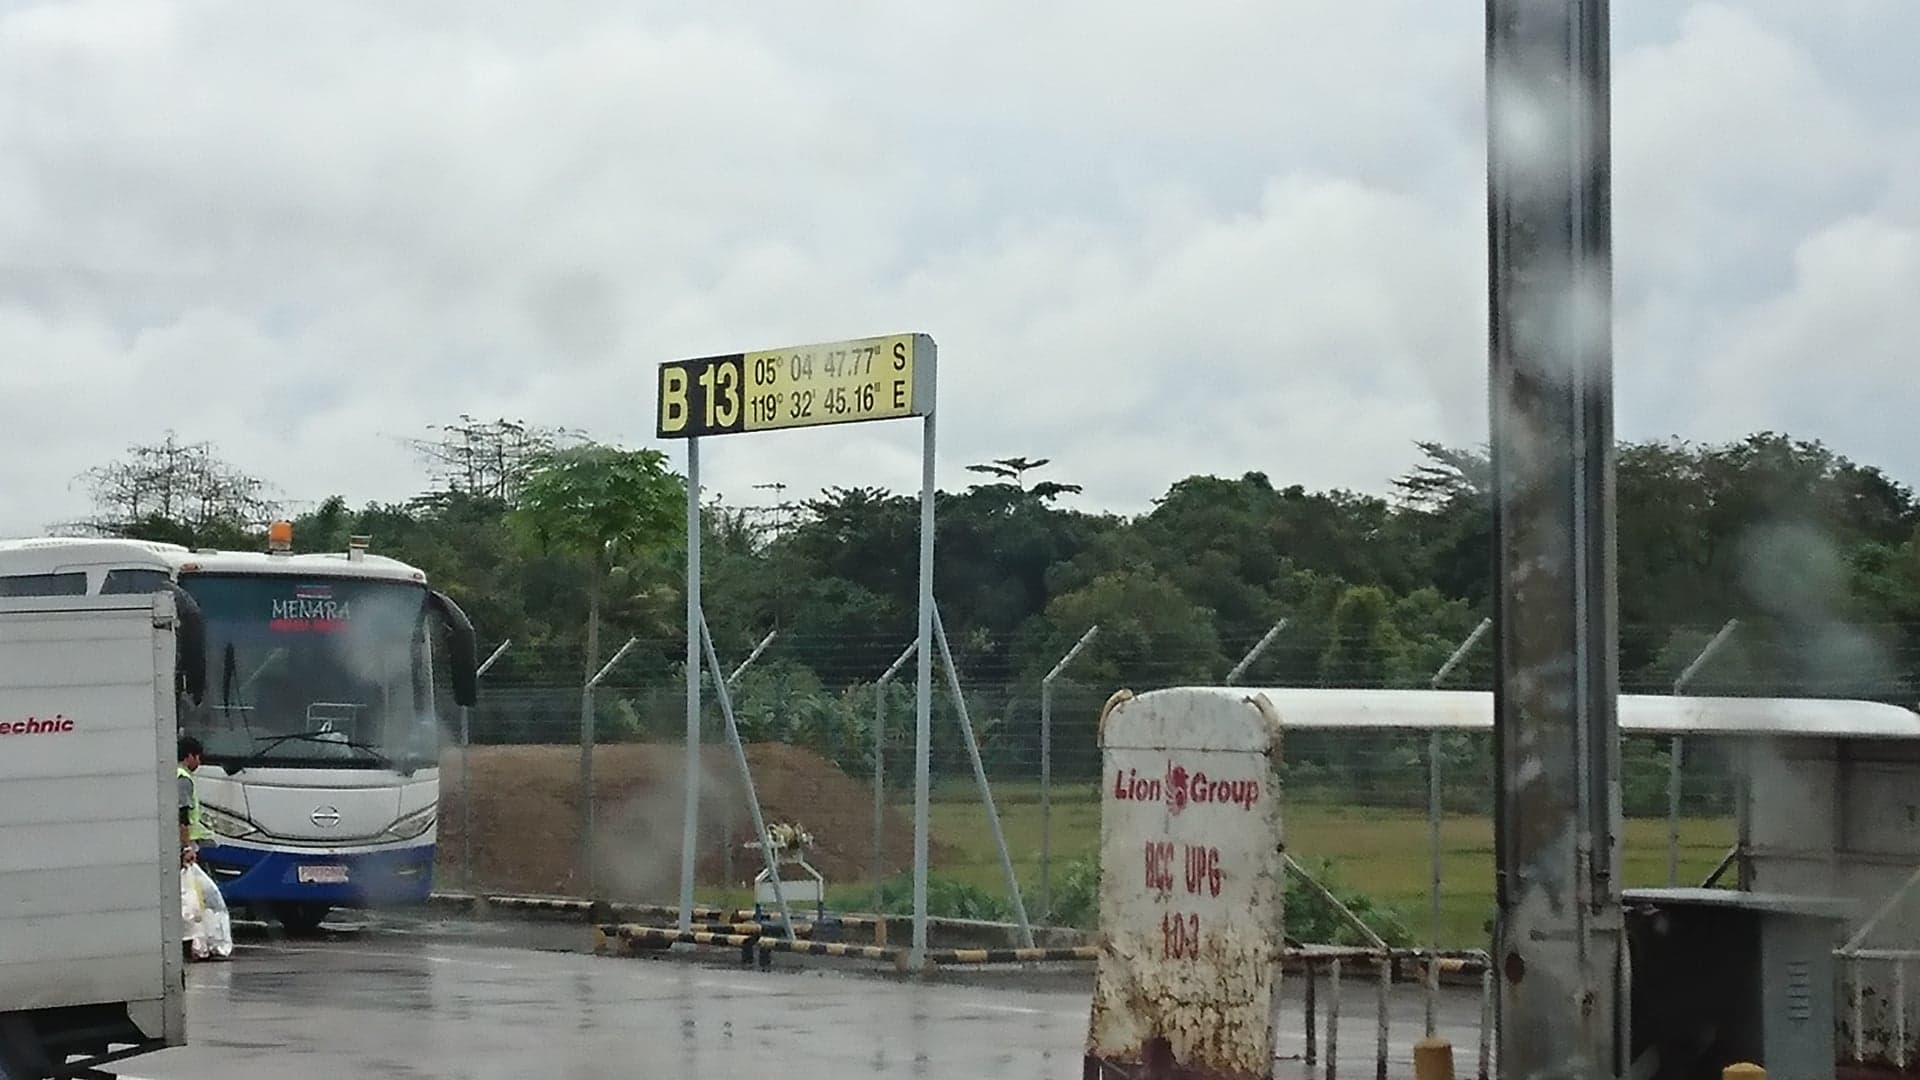 B 13
05° 04' 47.77" S
119° 32' 45.16" E
MENARA
echnic
Lion Group
BCC UPG
103